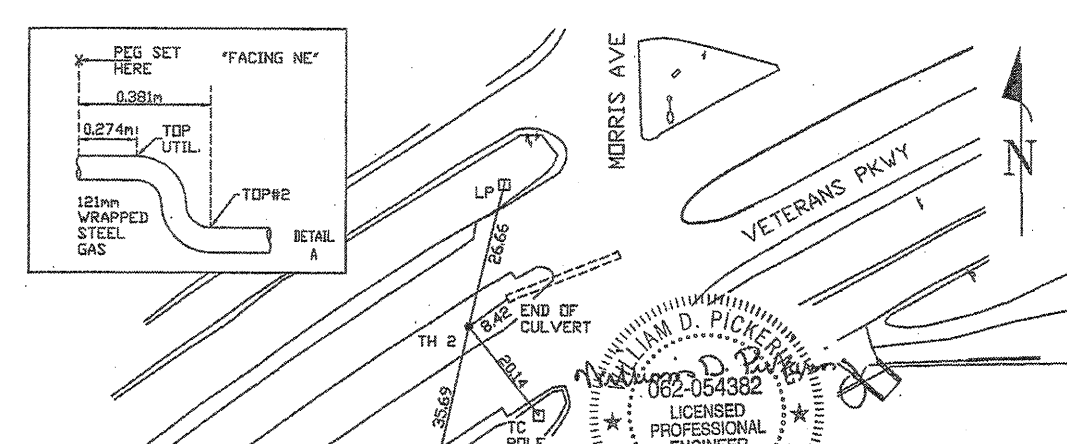 PEG SET
HERE
"FACING NE"
0.381m
0.274m
TOP
UTIL.
TOP#2
121mm
WRAPPED
STEEL
GAS
DETAIL
A
MORRIS AVE
VETERANS PKWY
N
LP
26.66
8.42
END OF
CULVERT
TH 2
20.14
35.69
TC
POLE
WILLIAM D. PICKERING
062-054382
LICENSED
PROFESSIONAL
ENGINEER